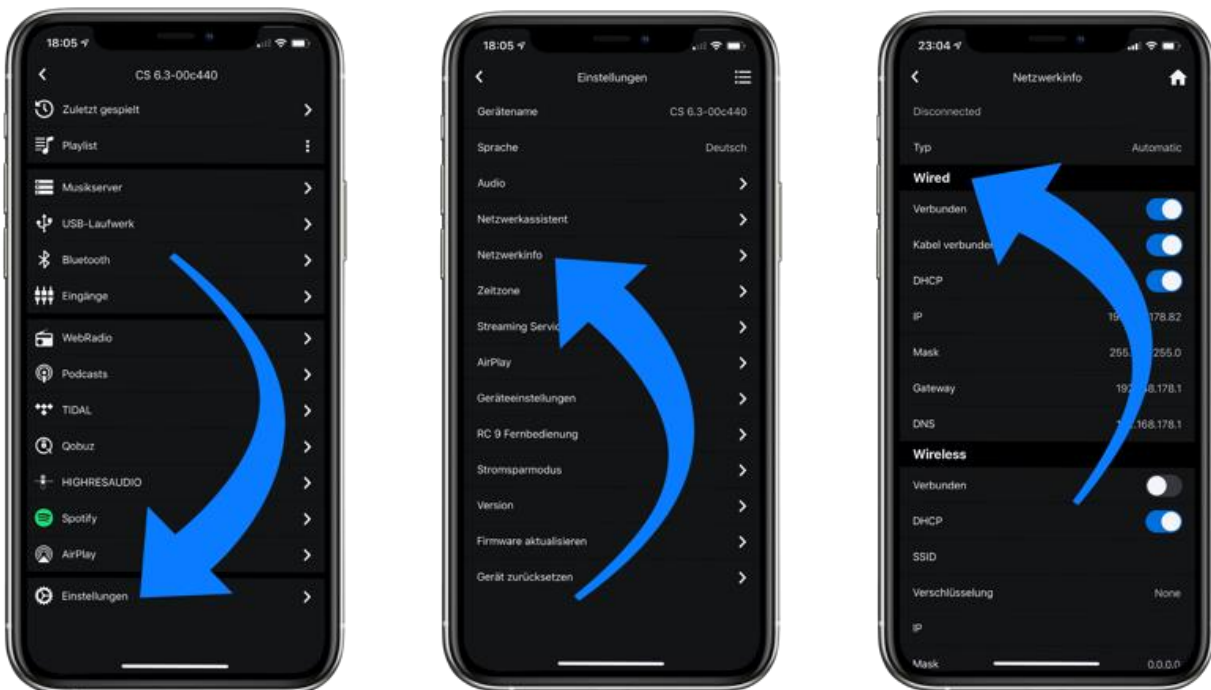 18:05
CS 6.3-00c440
Zuletzt gespielt
Playlist
Musikserver
USB-Laufwerk
Bluetooth
Eingänge
WebRadio
Podcasts
TIDAL
Qobuz
HIGHRESAUDIO
Spotify
AirPlay
Einstellungen
18:05
Einstellungen
Gerätename CS 6.3-00c440
Sprache Deutsch
Audio
Netzwerkassistent
Netzwerkinfo
Zeitzone
Streaming
AirPlay
Geräteeinstellungen
RC 9 Fernbedienung
Stromsparmodus
Version
Firmware aktualisieren
Gerät zurücksetzen
23:04
Netzwerkinfo
Disconnected
Typ Automatic
Wired
Verbunden
Kabel
DHCP
IP
Mask
Gateway
DNS
Wireless
Verbunden
DHCP
SSID
Verschlüsselung None
IP
Mask 0.0.0.0